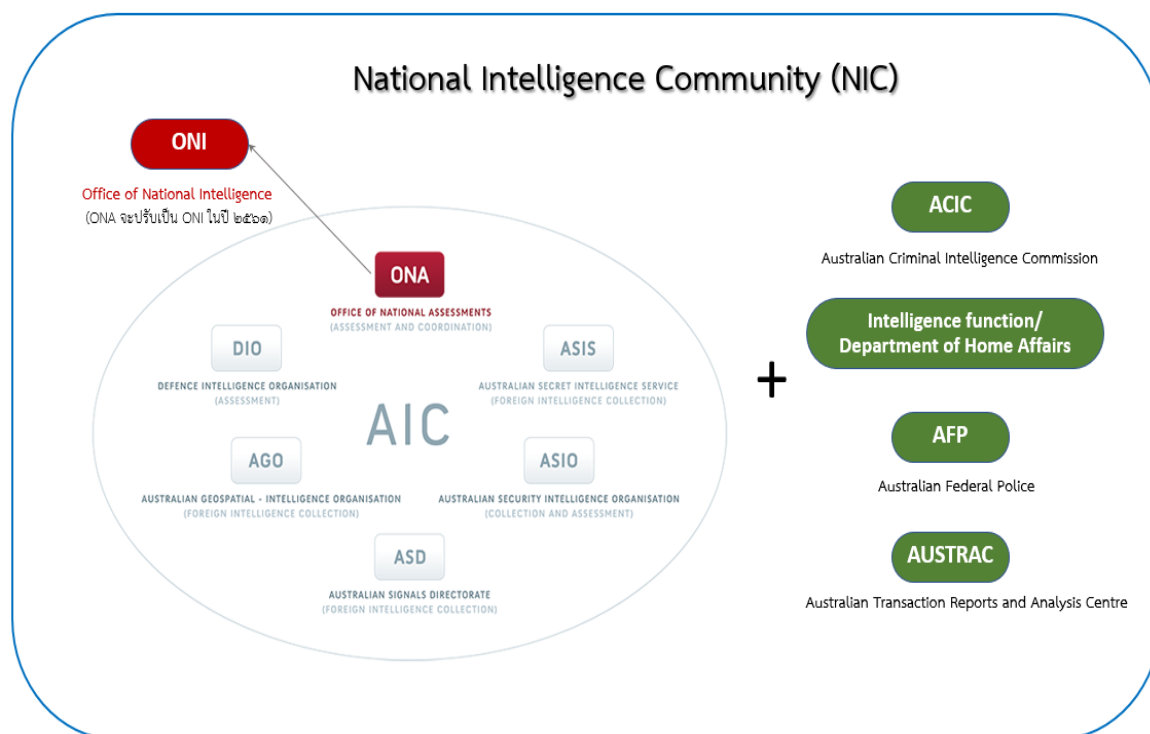 National Intelligence Community (NIC)
ONI
Office of National Intelligence
(ONA จะปรับเป็น ONI ในปี ๒๕๖๑)
ONA
OFFICE OF NATIONAL ASSESSMENTS
(ASSESSMENT AND COORDINATION)
DIO
DEFENCE INTELLIGENCE ORGANISATION
(ASSESSMENT)
ASIS
AUSTRALIAN SECRET INTELLIGENCE SERVICE
(FOREIGN INTELLIGENCE COLLECTION)
AIC
AGO
AUSTRALIAN GEOSPATIAL - INTELLIGENCE ORGANISATION
(FOREIGN INTELLIGENCE COLLECTION)
ASIO
AUSTRALIAN SECURITY INTELLIGENCE ORGANISATION
(COLLECTION AND ASSESSMENT)
ASD
AUSTRALIAN SIGNALS DIRECTORATE
(FOREIGN INTELLIGENCE COLLECTION)
+
ACIC
Australian Criminal Intelligence Commission
Intelligence function/
Department of Home Affairs
AFP
Australian Federal Police
AUSTRAC
Australian Transaction Reports and Analysis Centre